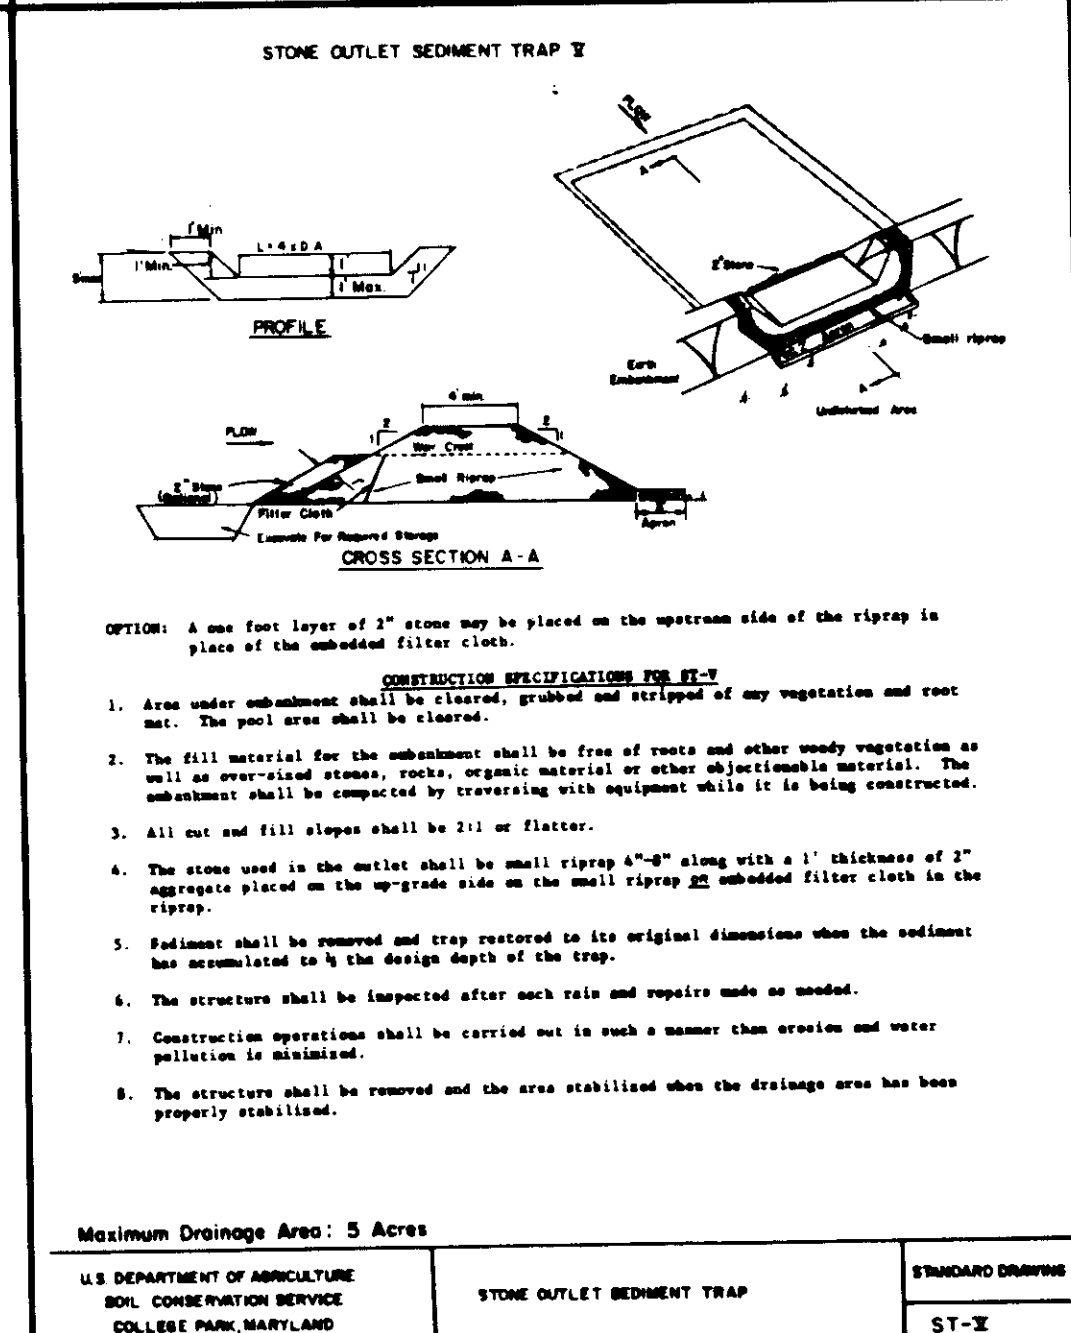 STONE OUTLET SEDIMENT TRAP V
FLOW
A
1' Min
L = 4 x D A
1' Min.
1'
5' max
1' Max.
1
PROFILE
2" Stone
Apron
Small riprap
Earth
Embankment
A
Undisturbed Area
4' min.
2
1
2
1
FLOW
Weir Crest
Small Riprap
2" Stone
(Optional)
Filter Cloth
Apron
Excavate For Required Storage
CROSS SECTION A-A
OPTION: A one foot layer of 2" stone may be placed on the upstream side of the riprap in
place of the embedded filter cloth.
CONSTRUCTION SPECIFICATIONS FOR ST-V
1. Area under embankment shall be cleared, grubbed and stripped of any vegetation and root
mat. The pool area shall be cleared.
2. The fill material for the embankment shall be free of roots and other woody vegetation as
well as over-sized stones, rocks, organic material or other objectionable material. The
embankment shall be compacted by traversing with equipment while it is being constructed.
3. All cut and fill slopes shall be 2:1 or flatter.
4. The stone used in the outlet shall be small riprap 4"-8" along with a 1' thickness of 2"
aggregate placed on the up-grade side on the small riprap or embedded filter cloth in the
riprap.
5. Sediment shall be removed and trap restored to its original dimensions when the sediment
has accumulated to ½ the design depth of the trap.
6. The structure shall be inspected after each rain and repairs made as needed.
7. Construction operations shall be carried out in such a manner than erosion and water
pollution is minimized.
8. The structure shall be removed and the area stabilized when the drainage area has been
properly stabilized.
Maximum Drainage Area: 5 Acres
U.S. DEPARTMENT OF AGRICULTURE
SOIL CONSERVATION SERVICE
COLLEGE PARK, MARYLAND
STONE OUTLET SEDIMENT TRAP
STANDARD DRAWING
ST-V